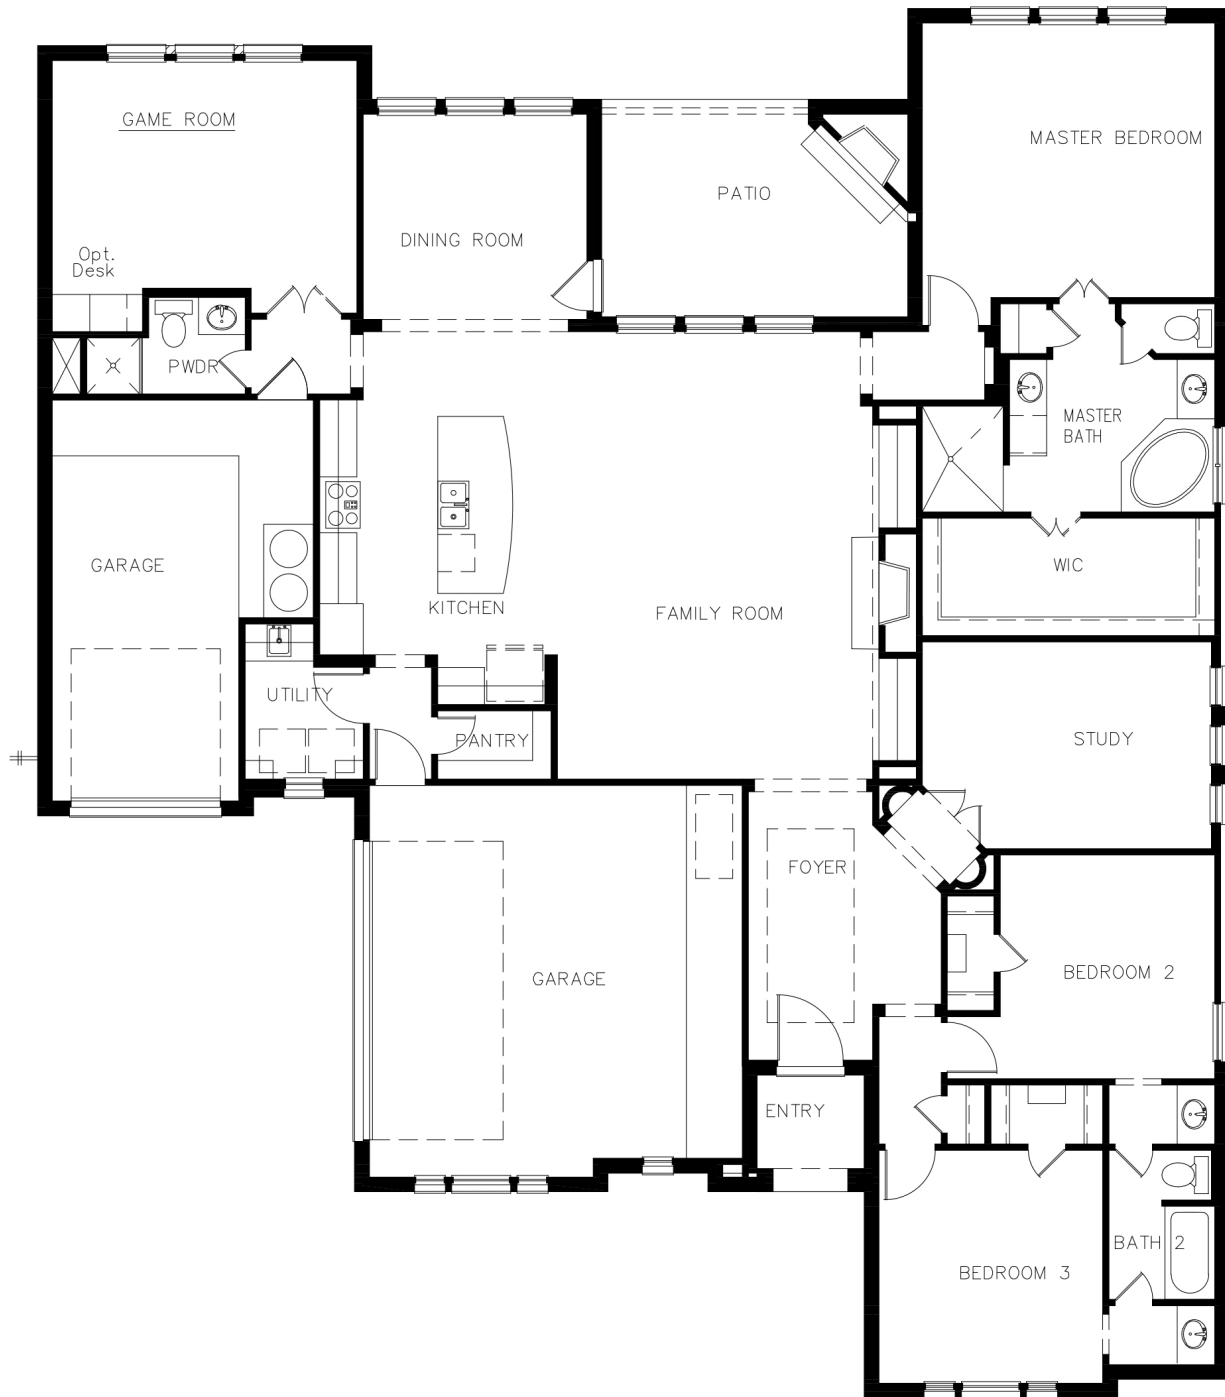 GAME ROOM
MASTER BEDROOM
PATIO
DINING ROOM
Opt.
Desk
PWDR
MASTER
BATH
GARAGE
WIC
KITCHEN
FAMILY ROOM
UTILITY
PANTRY
STUDY
FOYER
GARAGE
BEDROOM 2
ENTRY
BATH 2
BEDROOM 3